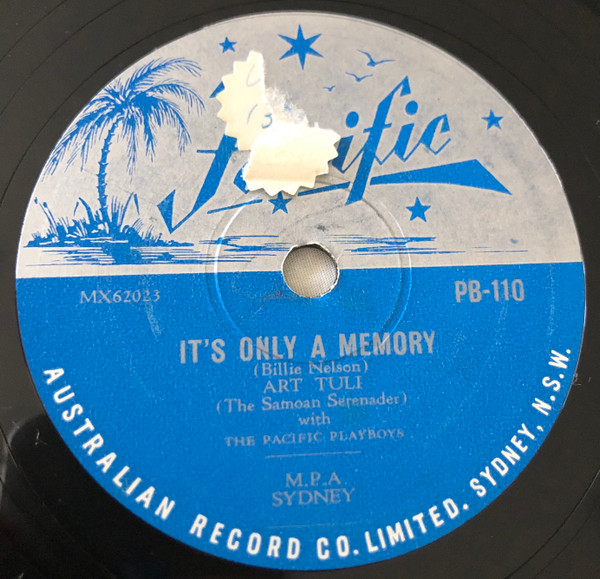 Pacific
MX62023
PB-110
IT'S ONLY A MEMORY
(Billie Nelson)
ART TULI
(The Samoan Serenader)
with
THE PACIFIC PLAYBOYS
M.P.A.
SYDNEY
AUSTRALIAN RECORD CO. LIMITED. SYDNEY, N.S.W.